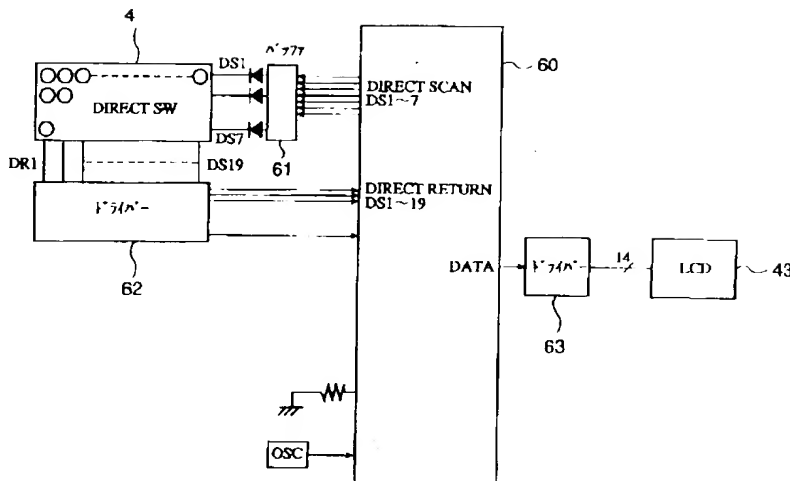 4
DS1
バッファ
60
DIRECT SW
DIRECT SCAN
DS1~7
DS7
61
DR1
DS19
DIRECT RETURN
DS1~19
ドライバー
62
DATA
ドライバー
14
LCD
43
63
OSC